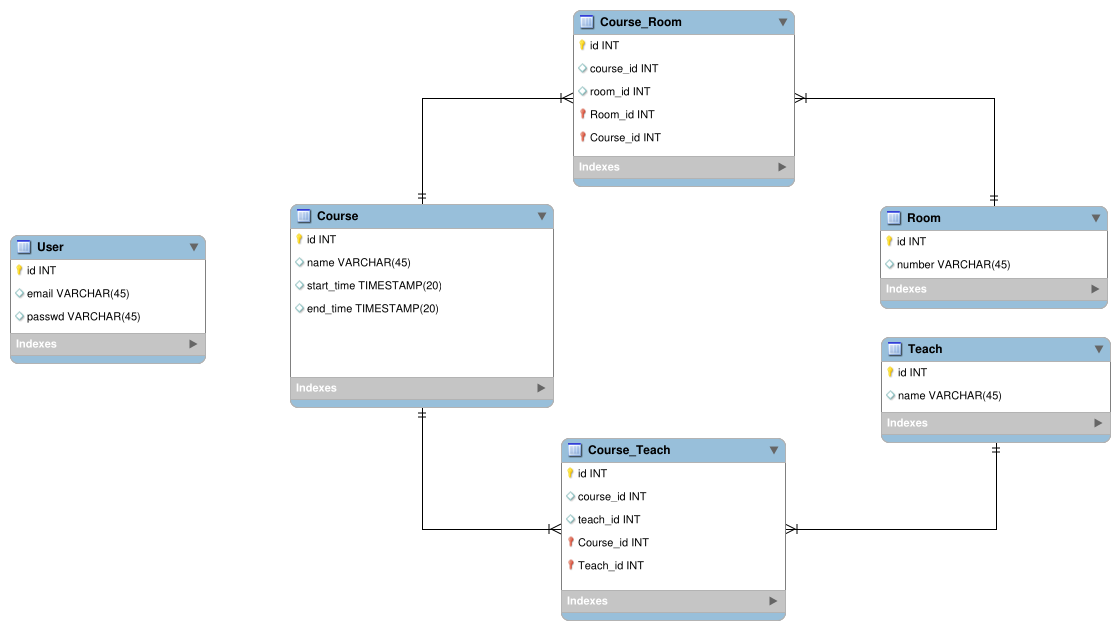 Course_Room
id INT
course_id INT
room_id INT
Room_id INT
Course_id INT
Indexes
Course
id INT
name VARCHAR(45)
start_time TIMESTAMP(20)
end_time TIMESTAMP(20)
Indexes
Room
id INT
number VARCHAR(45)
Indexes
User
id INT
email VARCHAR(45)
passwd VARCHAR(45)
Indexes
Teach
id INT
name VARCHAR(45)
Indexes
Course_Teach
id INT
course_id INT
teach_id INT
Course_id INT
Teach_id INT
Indexes